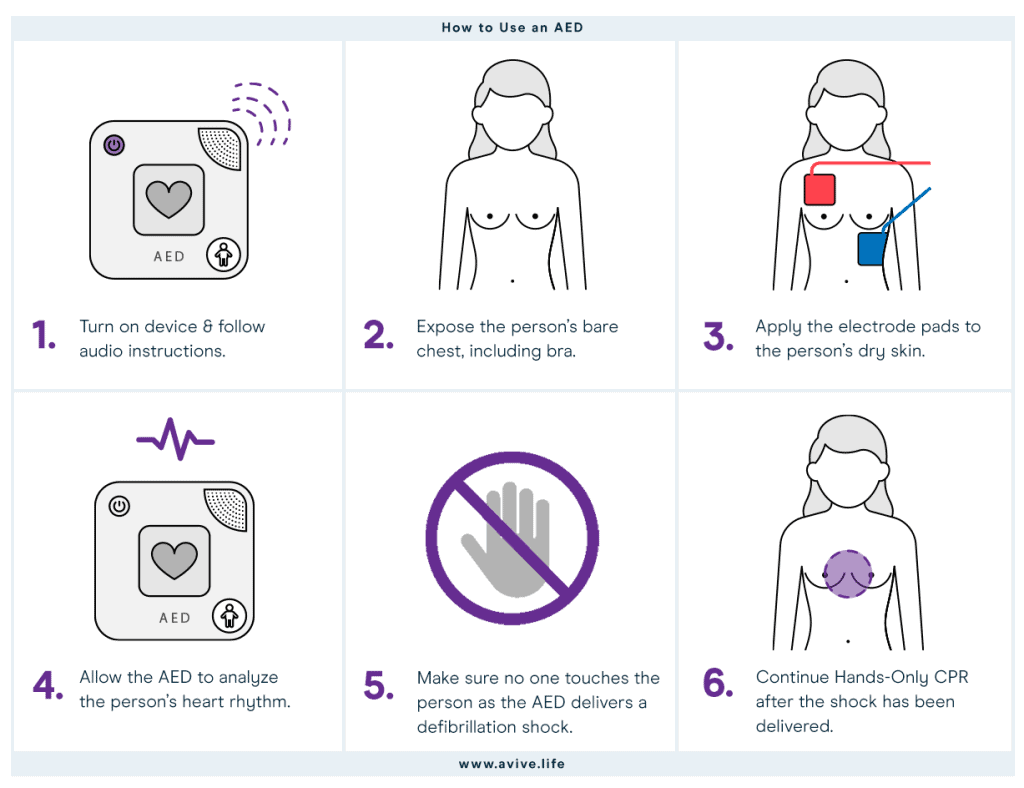 How to Use an AED
AED
1.
Turn on device & follow
audio instructions.
2.
Expose the person's bare
chest, including bra.
3.
Apply the electrode pads to
the person's dry skin.
AED
4.
Allow the AED to analyze
the person's heart rhythm.
5.
Make sure no one touches the
person as the AED delivers a
defibrillation shock.
6.
Continue Hands-Only CPR
after the shock has been
delivered.
www.avive.life